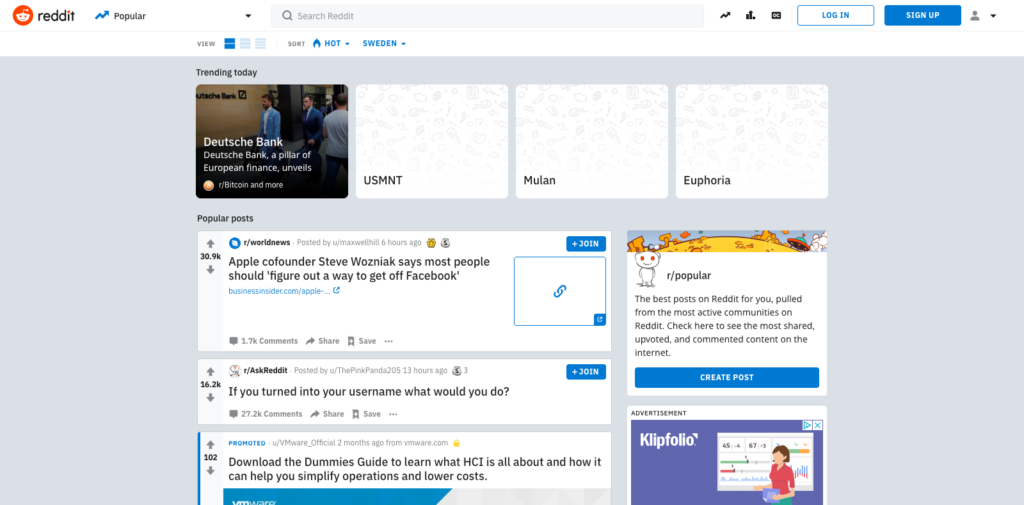 reddit
Popular
Search Reddit
OC
LOG IN
SIGN UP
VIEW
SORT
HOT
SWEDEN
Trending today
utsche Bank
Deutsche Bank
Deutsche Bank, a pillar of
European finance, unveils
r/Bitcoin and more
USMNT
Mulan
Euphoria
Popular posts
r/worldnews · Posted by u/maxwellhill 6 hours ago
+ JOIN
30.9k
Apple cofounder Steve Wozniak says most people
should 'figure out a way to get off Facebook'
businessinsider.com/apple-...
1.7k Comments
Share
Save
...
r/popular
The best posts on Reddit for you, pulled
from the most active communities on
Reddit. Check here to see the most shared,
upvoted, and commented content on the
internet.
CREATE POST
r/AskReddit · Posted by u/ThePinkPanda205 13 hours ago
3
+ JOIN
16.2k
If you turned into your username what would you do?
27.2k Comments
Share
Save
...
ADVERTISEMENT
Klipfolio
45 -4
67 -3
PROMOTED · u/VMware_Official 2 months ago from vmware.com
102
Download the Dummies Guide to learn what HCI is all about and how it
can help you simplify operations and lower costs.
vmware